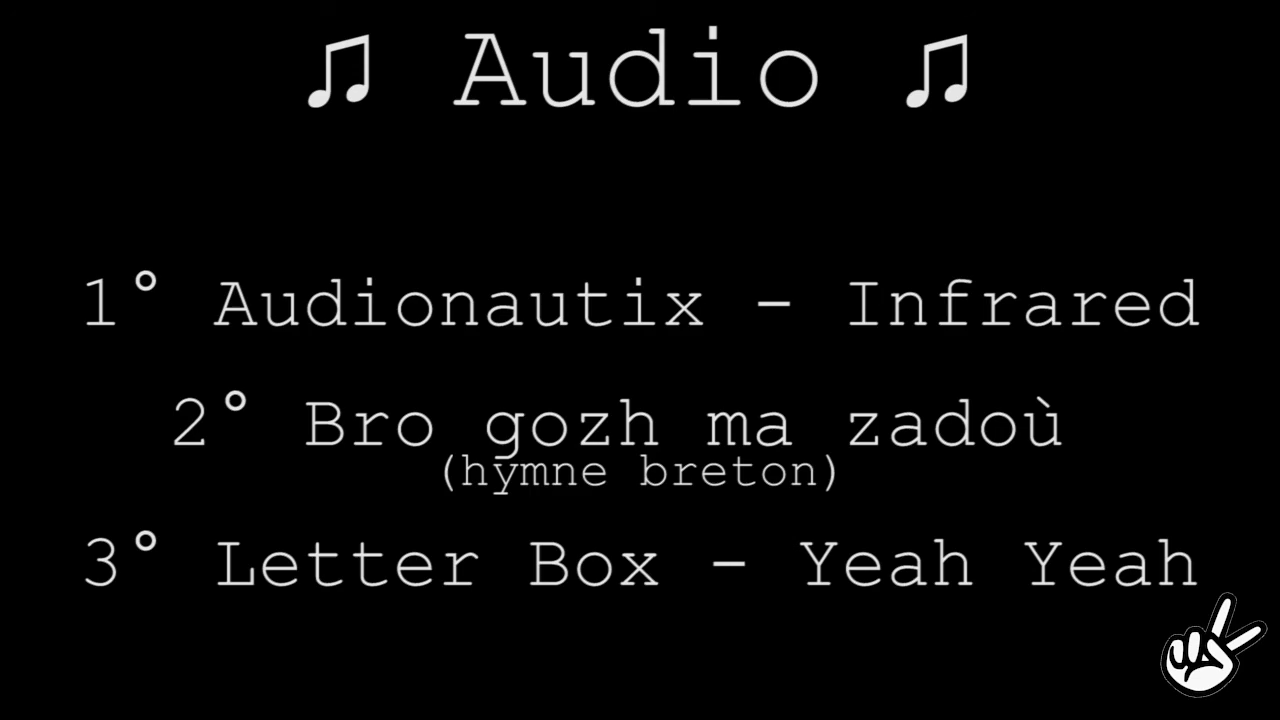 ♫ Audio ♫
1° Audionautix - Infrared
2° Bro gozh ma zadoù
(hymne breton)
3° Letter Box - Yeah Yeah